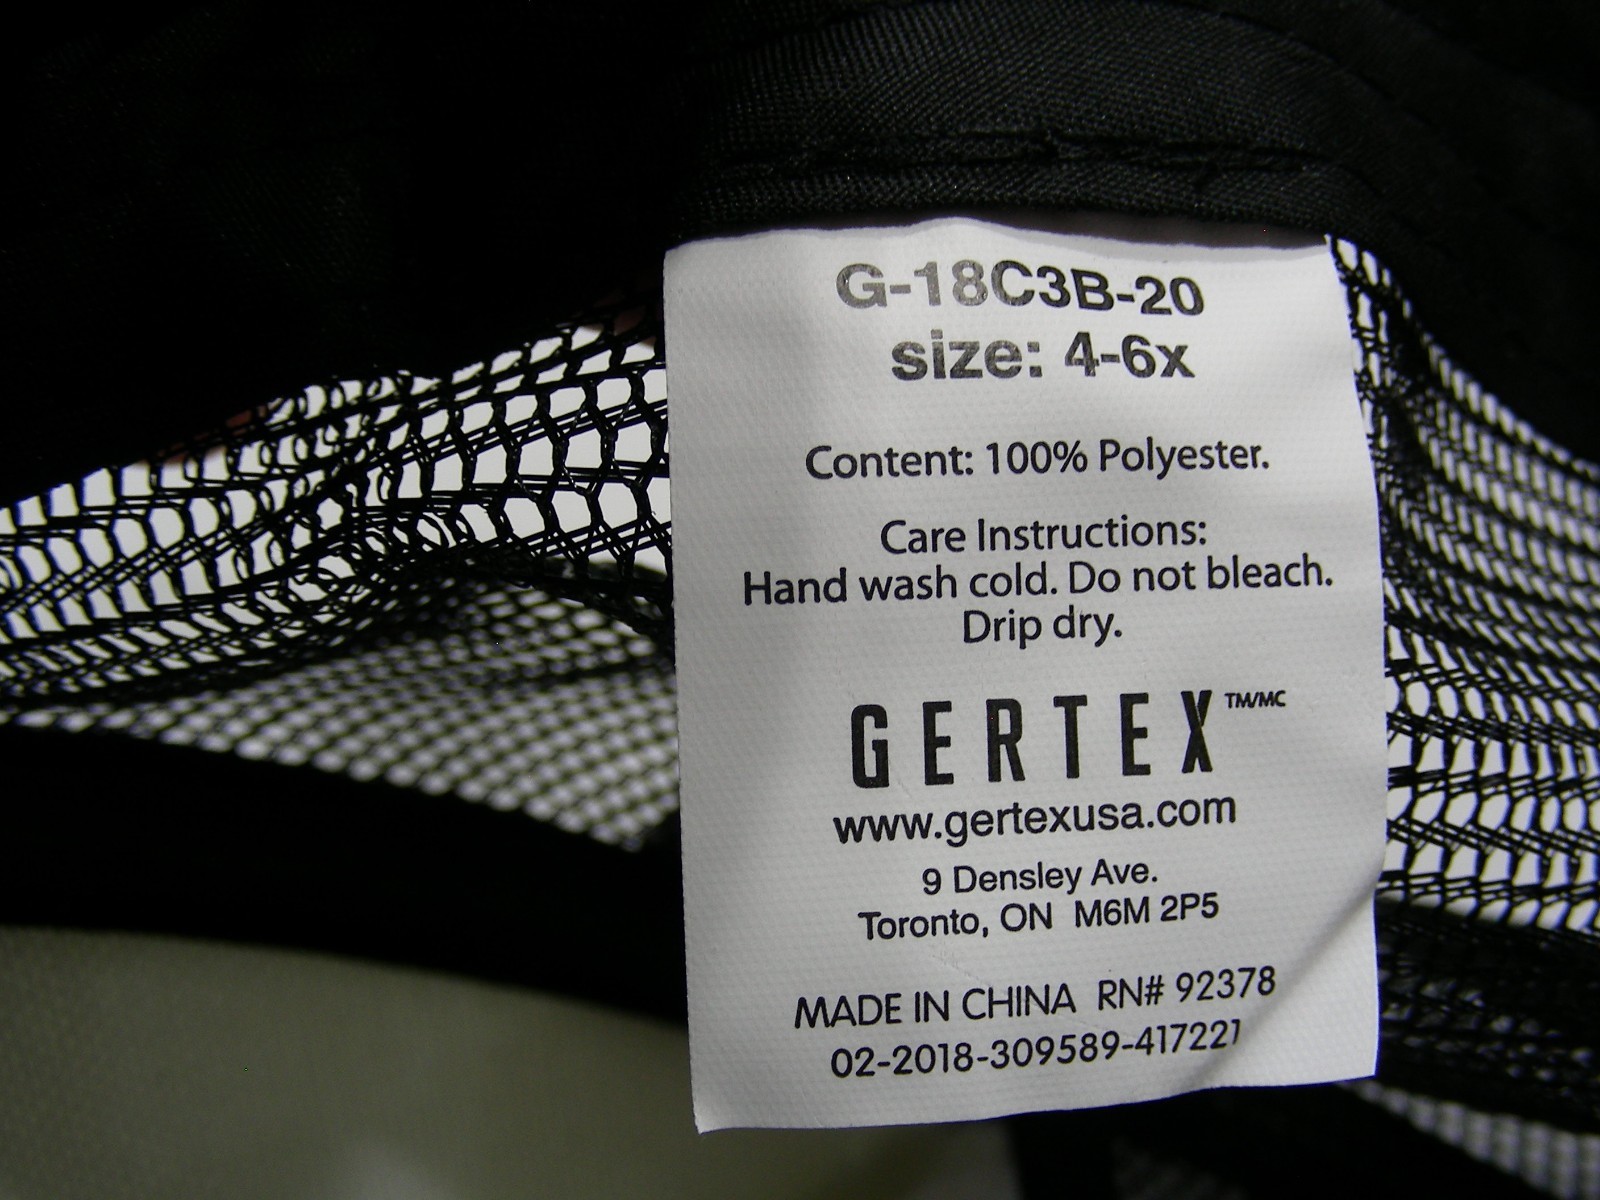 G-18C3B-20
size: 4-6x
Content: 100% Polyester.
Care Instructions:
Hand wash cold. Do not bleach.
Drip dry.
GERTEX TM/MC
www.gertexusa.com
9 Densley Ave.
Toronto, ON M6M 2P5
MADE IN CHINA RN# 92378
02-2018-309589-417221